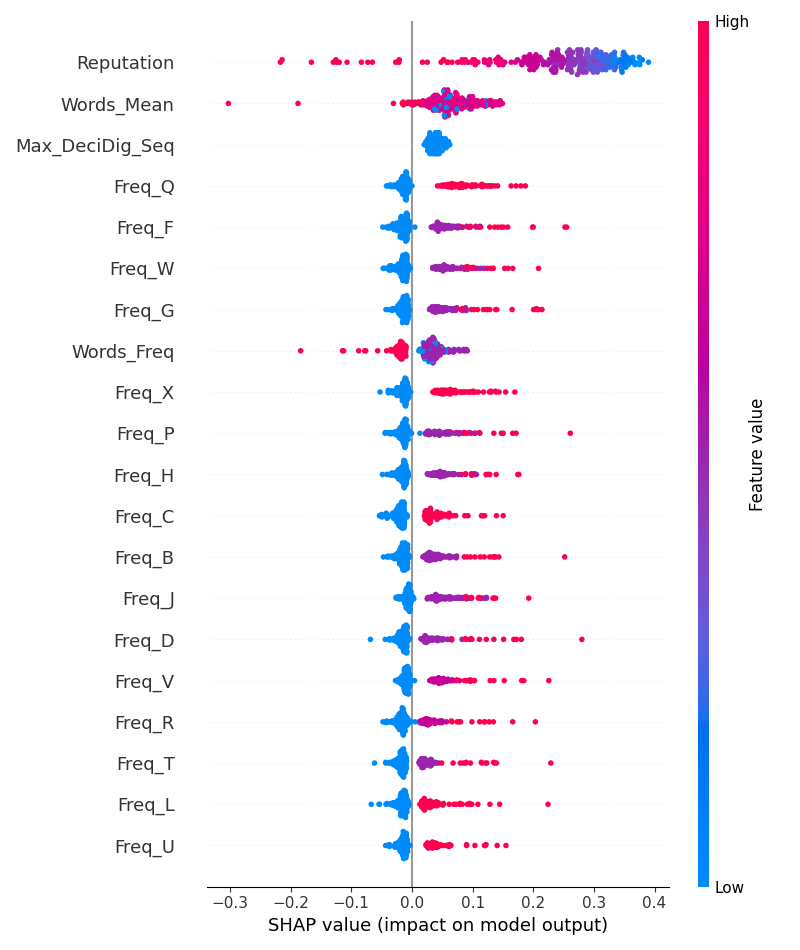 High
Reputation
Words_Mean
Max_DeciDig_Seq
Freq_Q
Freq_F
Freq_W
Freq_G
Words_Freq
Freq_X
Freq_P
Freq_H
Freq_C
Freq_B
Freq_J
Freq_D
Freq_V
Freq_R
Freq_T
Freq_L
Freq_U
Feature value
Low
−0.3 −0.2 −0.1 0.0 0.1 0.2 0.3 0.4
SHAP value (impact on model output)